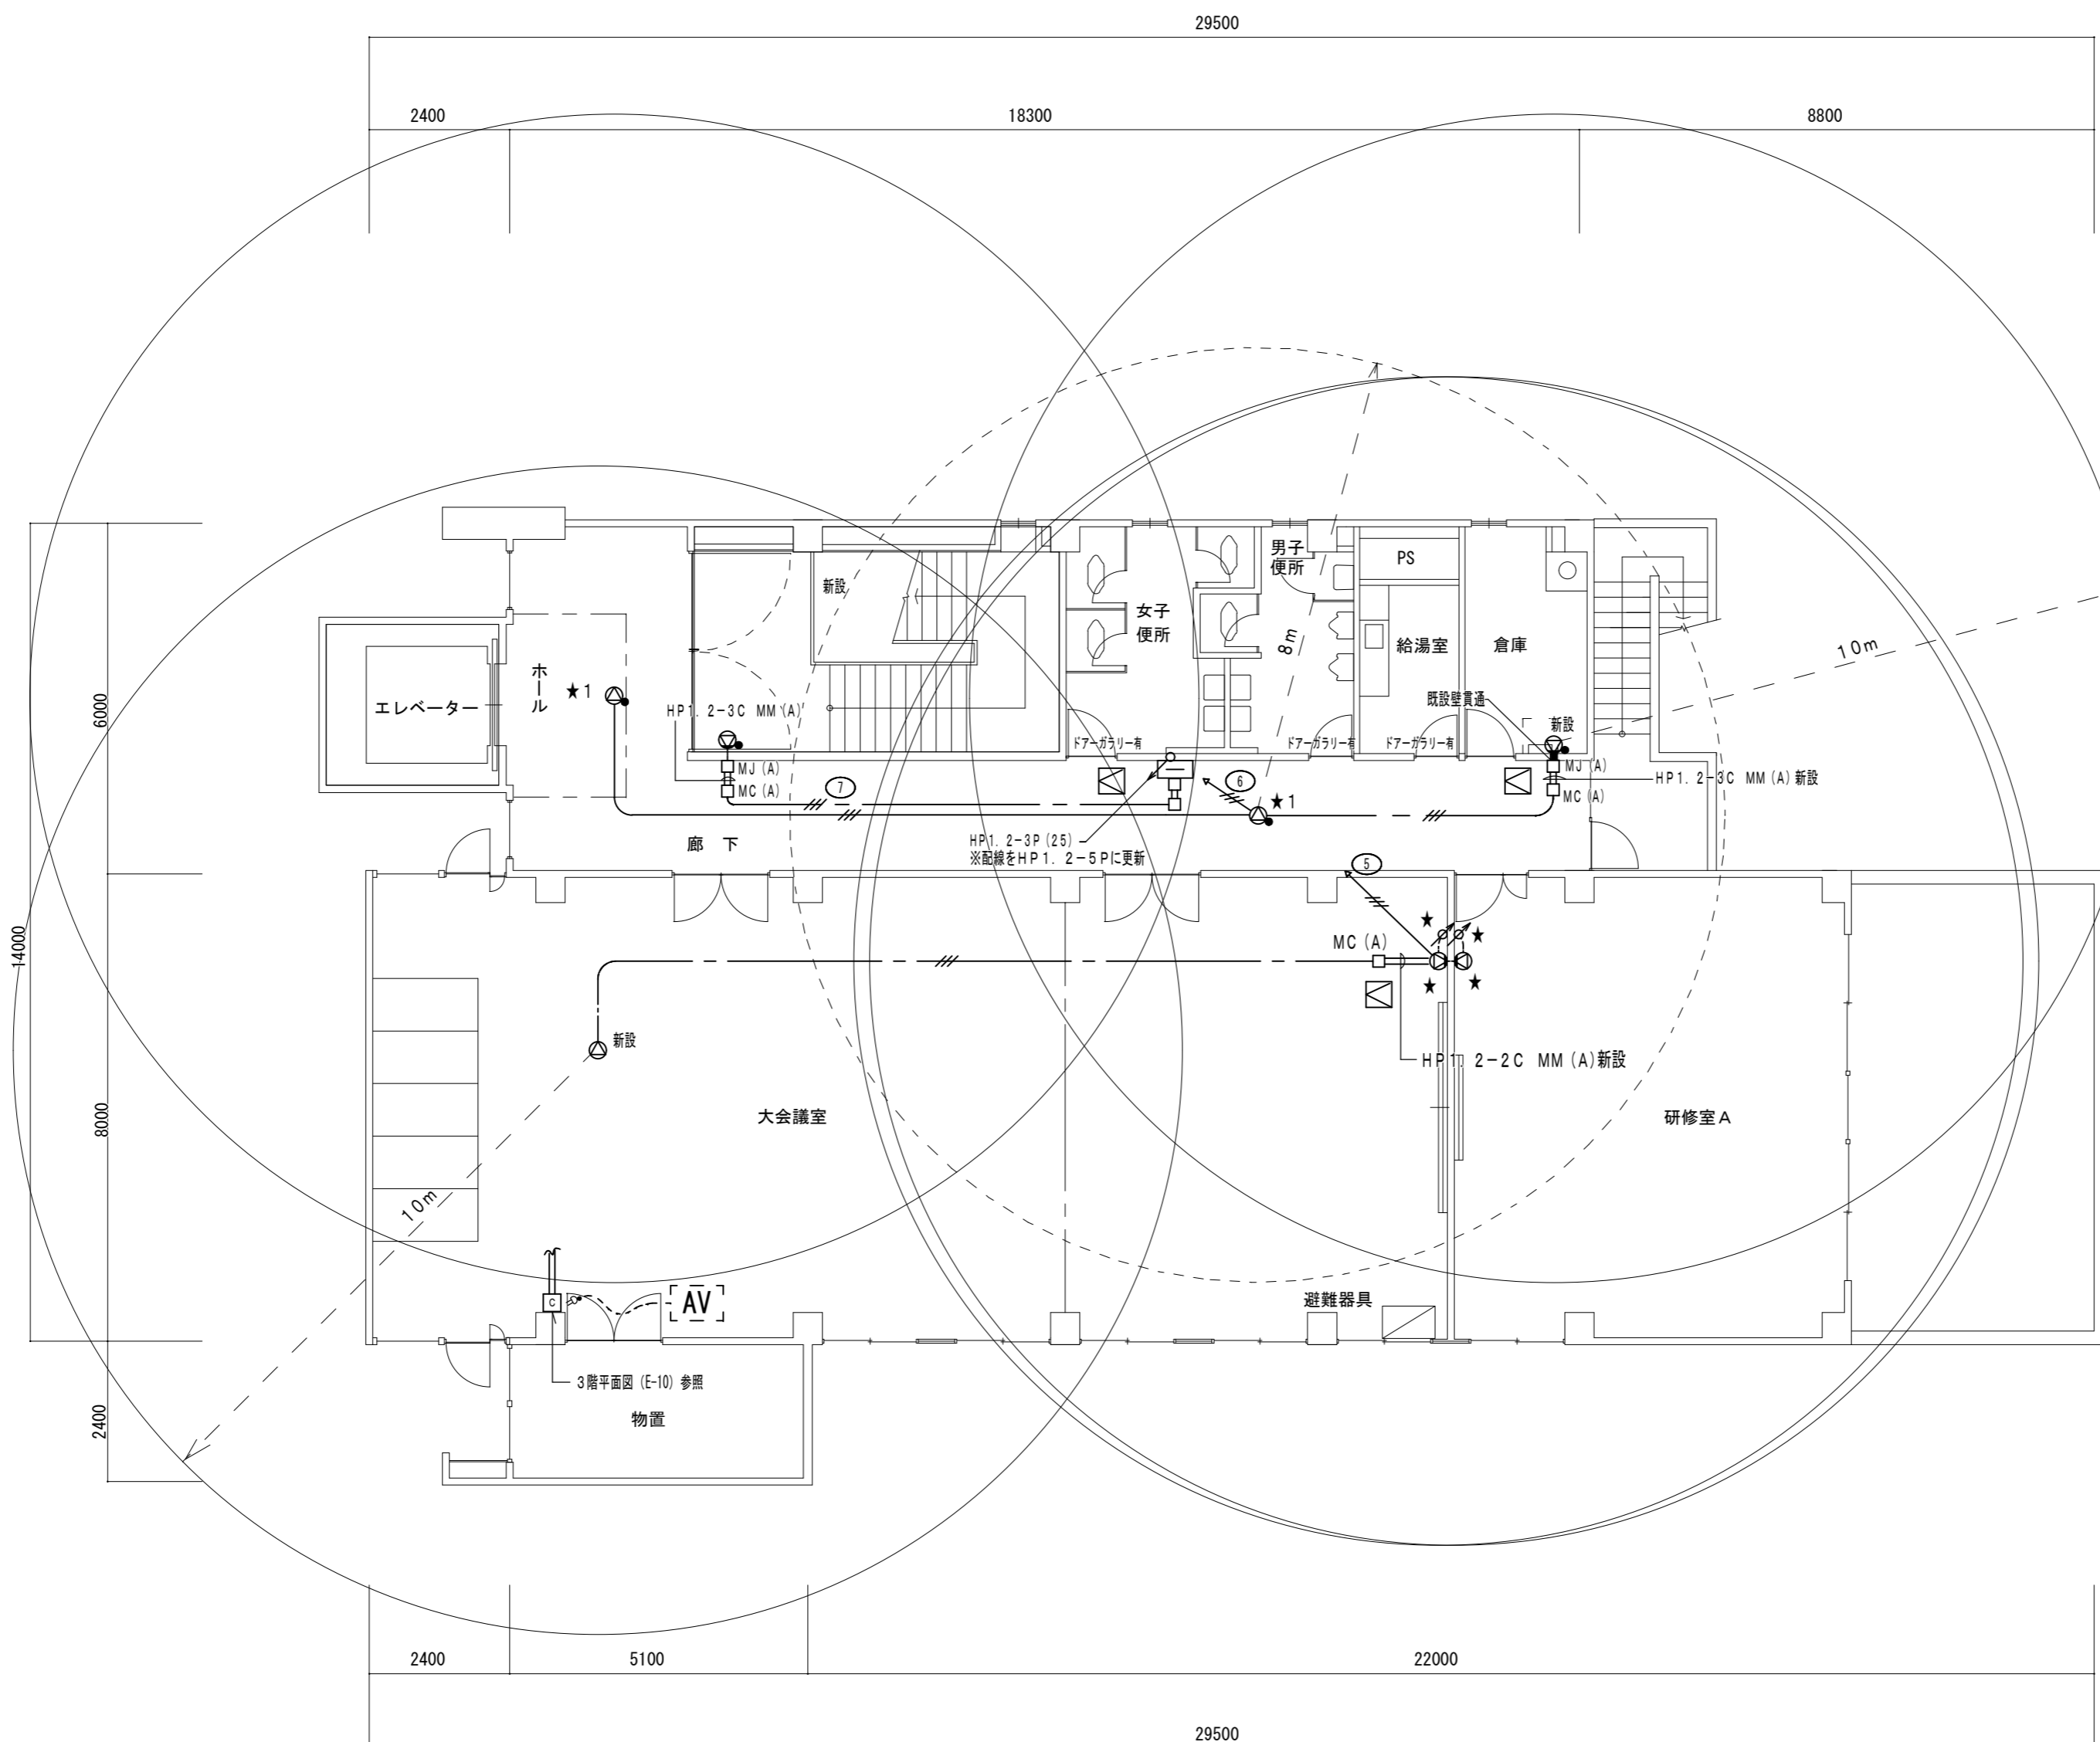 29500
2400
18300
8800
新設
男子
便所
PS
女子
便所
8m
給湯室
倉庫
10m
ホール
★1
エレベーター
6000
HP1. 2-3C MM (A)
既設壁貫通
新設
ドアーガラリー有
ドアーガラリー有
ドアーガラリー有
MJ (A)
MC (A)
7
6
★1
MJ (A)
HP1. 2-3C MM (A) 新設
MC (A)
廊 下
HP1. 2-3P (25)
※配線をHP1. 2-5Pに更新
5
14000
★
★
MC (A)
★
★
新設
HP1. 2-2C MM (A)新設
8000
大会議室
研修室A
10m
C
AV
避難器具
3階平面図 (E-10) 参照
物置
2400
2400
5100
22000
29500